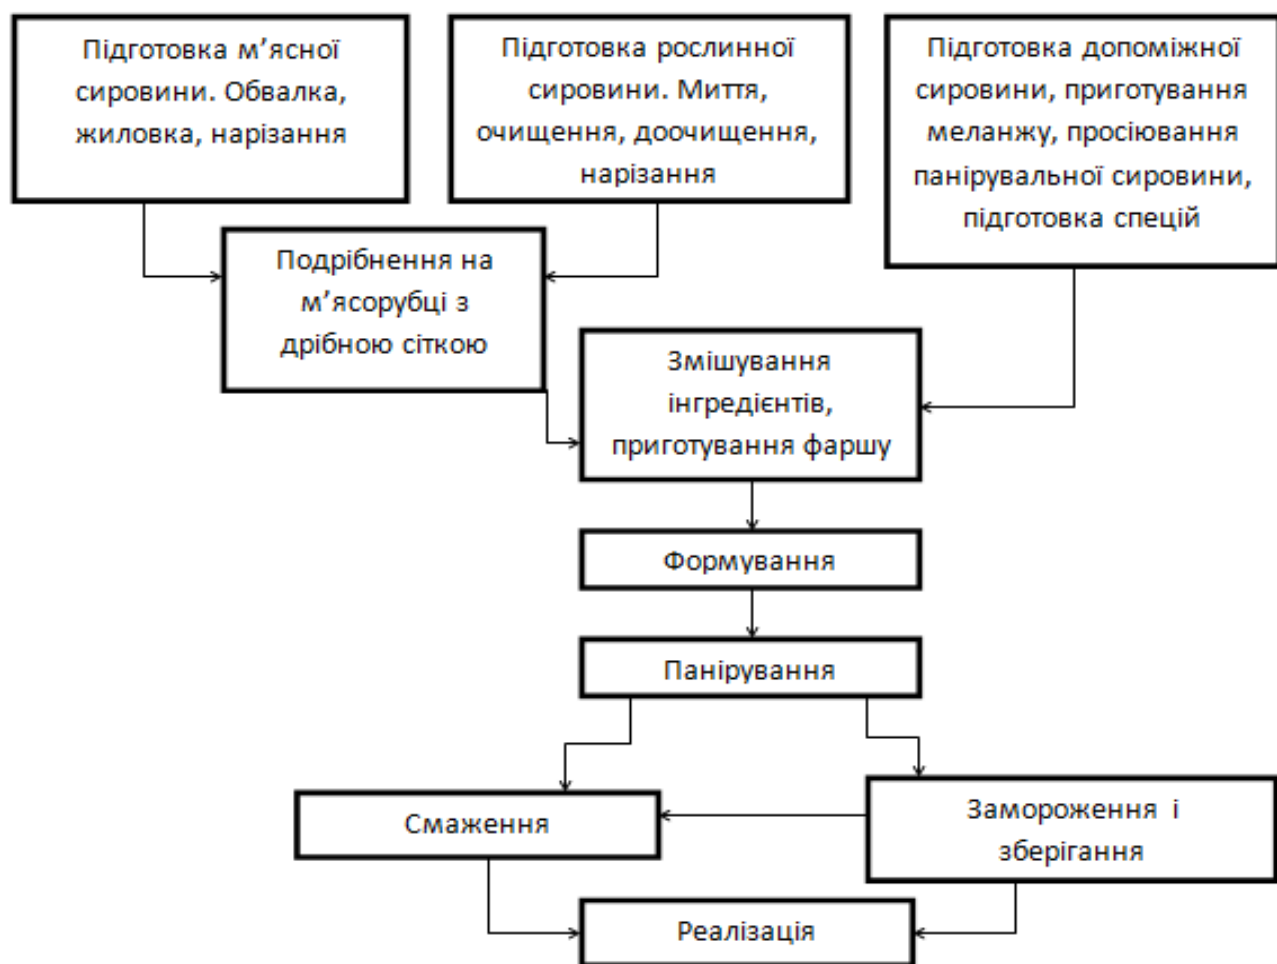 Підготовка м’ясної
сировини. Обвалка,
жиловка, нарізання
Підготовка рослинної
сировини. Миття,
очищення, доочищення,
нарізання
Підготовка допоміжної
сировини, приготування
меланжу, просіювання
панірувальної сировини,
підготовка спецій
Подрібнення на
м’ясорубці з
дрібною сіткою
Змішування
інгредієнтів,
приготування фаршу
Формування
Панірування
Смаження
Замороження і
зберігання
Реалізація